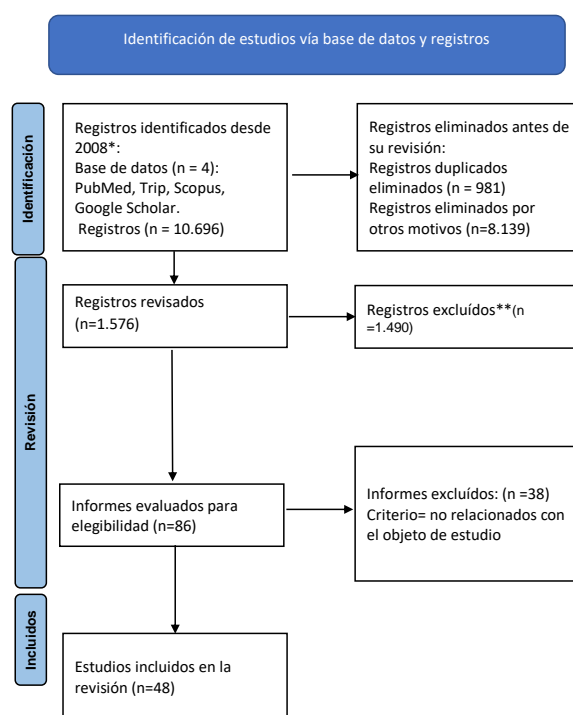 Identificación de estudios vía base de datos y registros
Identificación
Registros identificados desde
2008*:
Base de datos (n = 4):
PubMed, Trip, Scopus,
Google Scholar.
Registros (n = 10.696)
Registros eliminados antes de
su revisión:
Registros duplicados
eliminados (n = 981)
Registros eliminados por
otros motivos (n=8.139)
Revisión
Registros revisados
(n=1.576)
Registros excluídos**(n
=1.490)
Informes evaluados para
elegibilidad (n=86)
Informes excluídos: (n =38)
Criterio= no relacionados con
el objeto de estudio
Incluidos
Estudios incluidos en la
revisión (n=48)